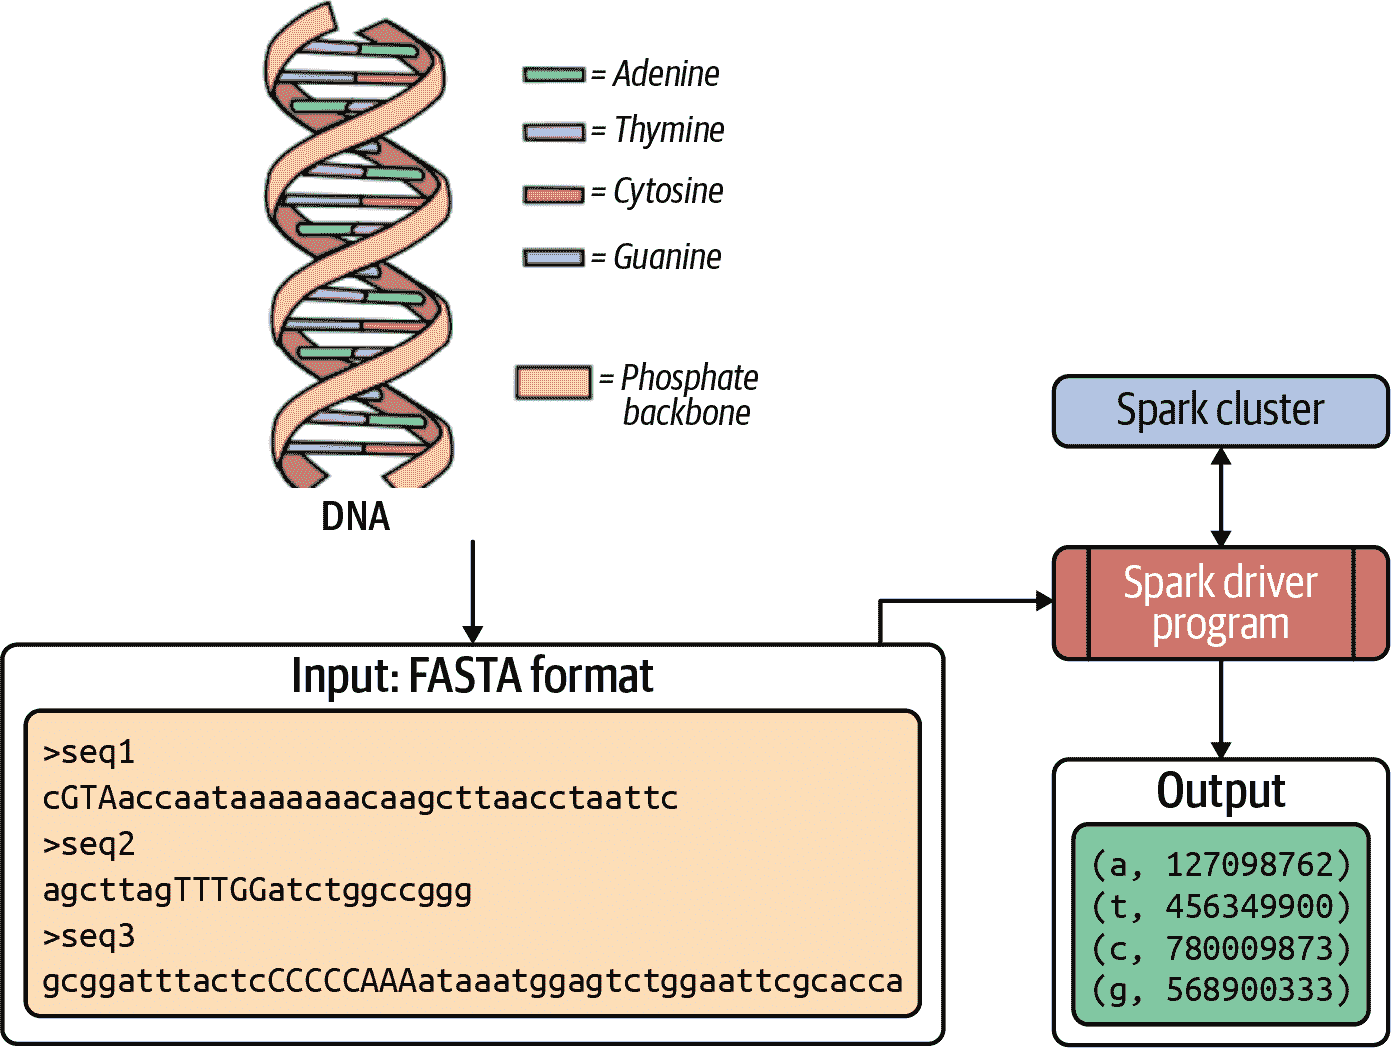 = Adenine
= Thymine
= Cytosine
= Guanine
= Phosphate
backbone
DNA
Spark cluster
Spark driver
program
Input: FASTA format
>seq1
cGTAaccaataaaaaaacaagcttaacctaattc
>seq2
agcttagTTTGGatctggccggg
>seq3
gcggatttactcCCCCCAAAataaatggagtctggaattcgcacca
Output
(a, 127098762)
(t, 456349900)
(c, 780009873)
(g, 568900333)